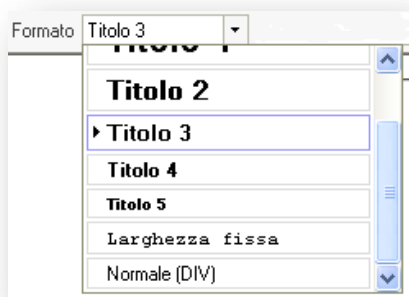 Formato Titolo 3
Titolo 2
Titolo 3
Titolo 4
Titolo 5
Larghezza fissa
Normale (DIV)